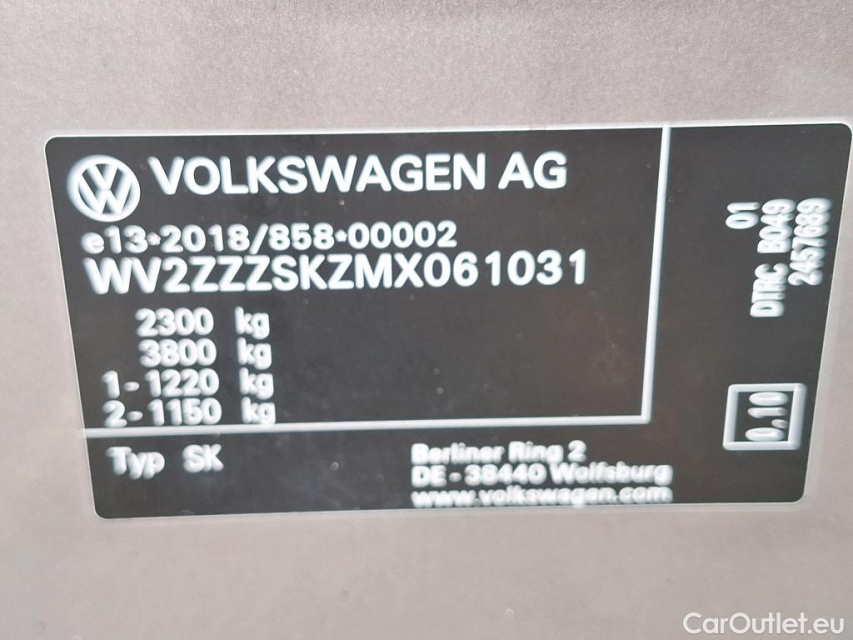 VOLKSWAGEN AG
e13*2018/858*00002
WV2ZZZSKZMX061031
2300 kg
3800 kg
1 - 1220 kg
2 - 1150 kg
Typ SK
Berliner Ring 2
DE - 38440 Wolfsburg
www.volkswagen.com
01
DTRC B049
2457689
0,10
CarOutlet.eu